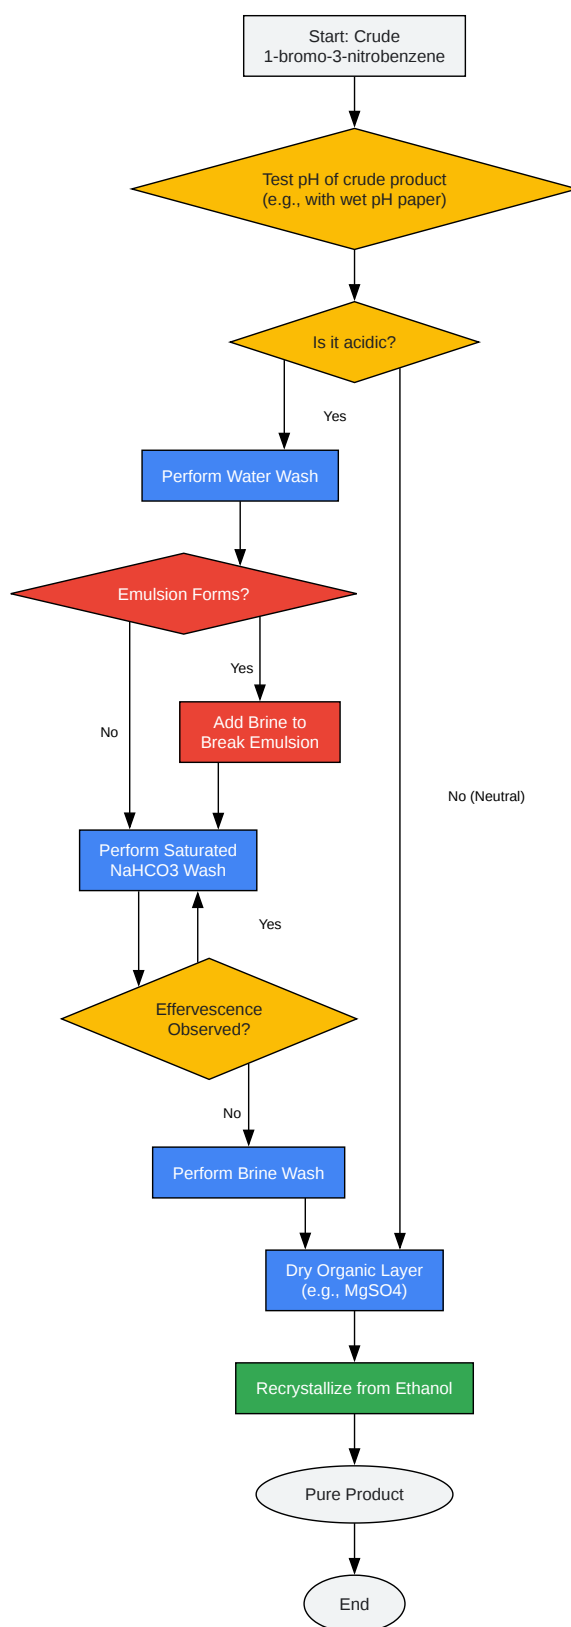 Start: Crude
1-bromo-3-nitrobenzene
Test pH of crude product
(e.g., with wet pH paper)
Is it acidic?
Yes
Perform Water Wash
Emulsion Forms?
Yes
Add Brine to
Break Emulsion
No
No (Neutral)
Perform Saturated
NaHCO3 Wash
Yes
Effervescence
Observed?
No
Perform Brine Wash
Dry Organic Layer
(e.g., MgSO4)
Recrystallize from Ethanol
Pure Product
End